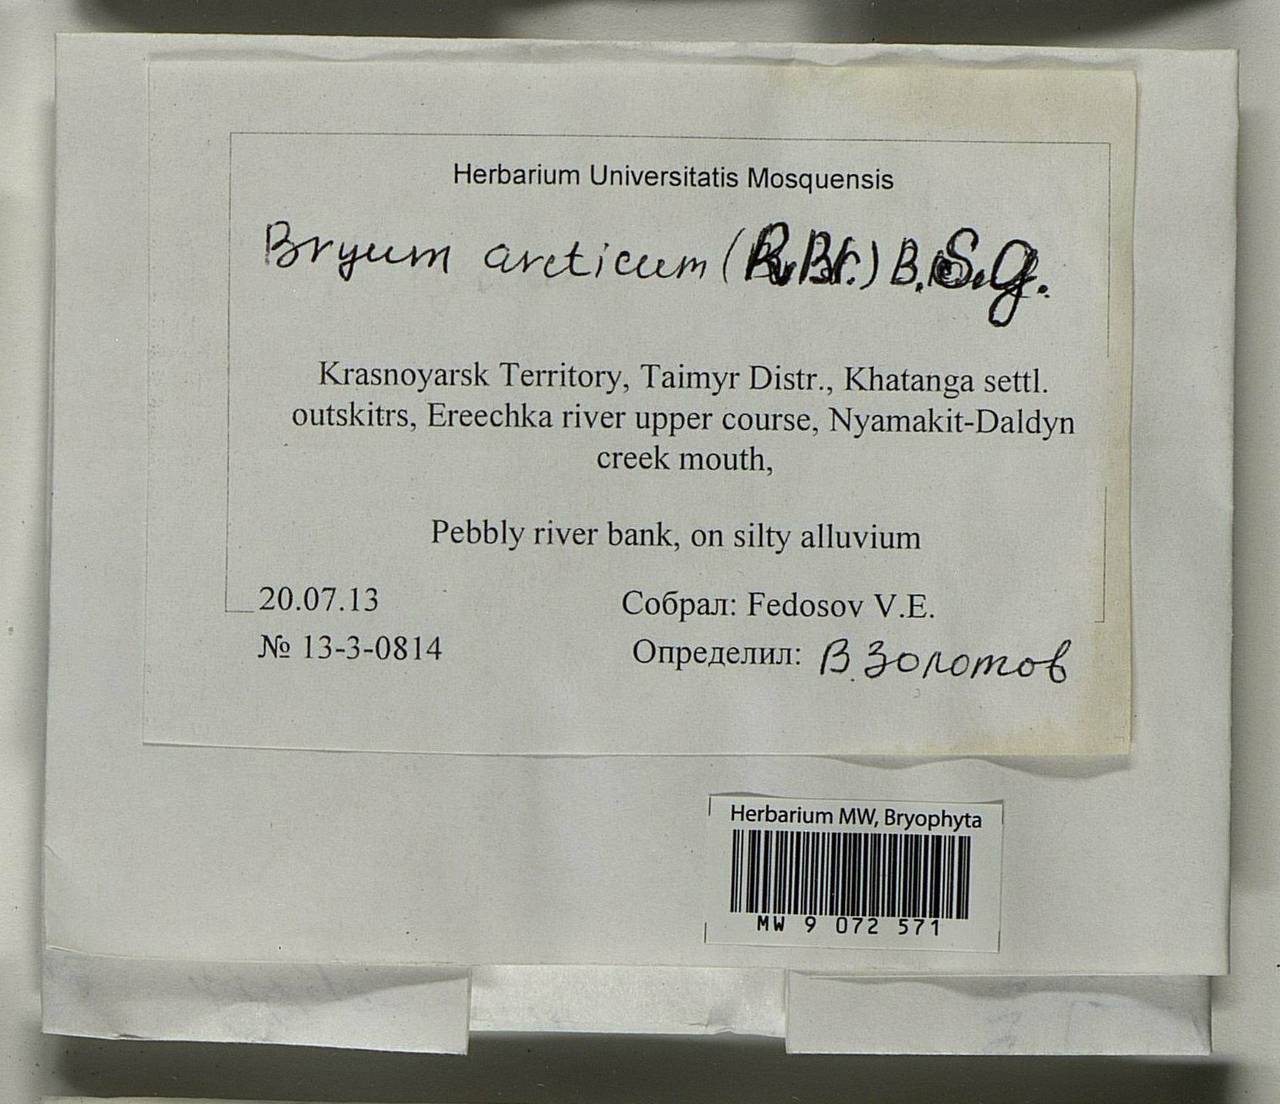 Herbarium Universitatis Mosquensis
Bryum arcticum (R.Br.) B.S.G.
Krasnoyarsk Territory, Taimyr Distr., Khatanga settl.
outskitrs, Ereechka river upper course, Nyamakit-Daldyn
creek mouth,
Pebbly river bank, on silty alluvium
20.07.13
Собрал: Fedosov V.E.
№ 13-3-0814
Определил: В. Золотов
Herbarium MW, Bryophyta
MW 9 072 571